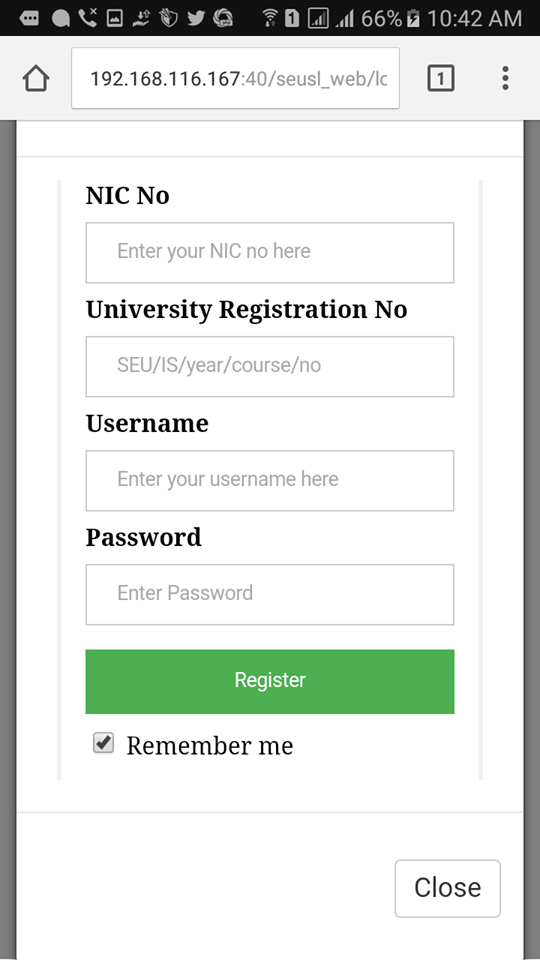 66% 10:42 AM
192.168.116.167:40/seusl_web/lo
1
NIC No
Enter your NIC no here
University Registration No
SEU/IS/year/course/no
Username
Enter your username here
Password
Enter Password
Register
Remember me
Close